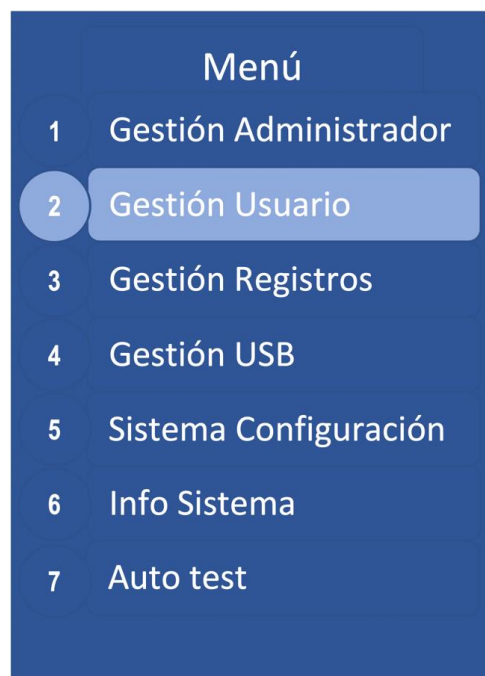 Menú
1 Gestión Administrador
2 Gestión Usuario
3 Gestión Registros
4 Gestión USB
5 Sistema Configuración
6 Info Sistema
7 Auto test